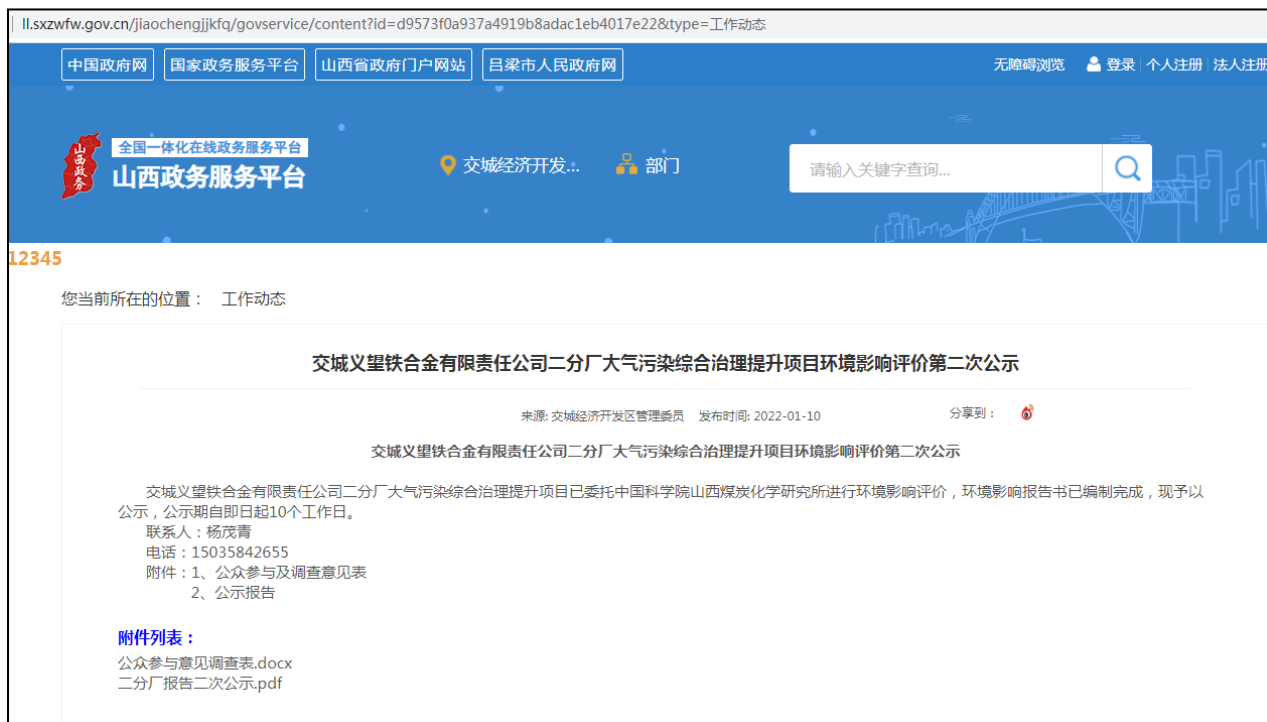 ll.sxzwfw.gov.cn/jiaochengjjkfq/govservice/content?id=d9573f0a937a4919b8adac1eb4017e22&type=工作动态
中国政府网 国家政务服务平台 山西省政府门户网站 吕梁市人民政府网 无障碍浏览 登录 个人注册 法人注册
山西政务
全国一体化在线政务服务平台
山西政务服务平台 交城经济开发... 部门 请输入关键字查询...
12345
您当前所在的位置： 工作动态
交城义望铁合金有限责任公司二分厂大气污染综合治理提升项目环境影响评价第二次公示
来源: 交城经济开发区管理委员 发布时间: 2022-01-10 分享到：
交城义望铁合金有限责任公司二分厂大气污染综合治理提升项目环境影响评价第二次公示
交城义望铁合金有限责任公司二分厂大气污染综合治理提升项目已委托中国科学院山西煤炭化学研究所进行环境影响评价，环境影响报告书已编制完成，现予以
公示，公示期自即日起10个工作日。
联系人：杨茂青
电话：15035842655
附件：1、公众参与及调查意见表
2、公示报告
附件列表：
公众参与意见调查表.docx
二分厂报告二次公示.pdf